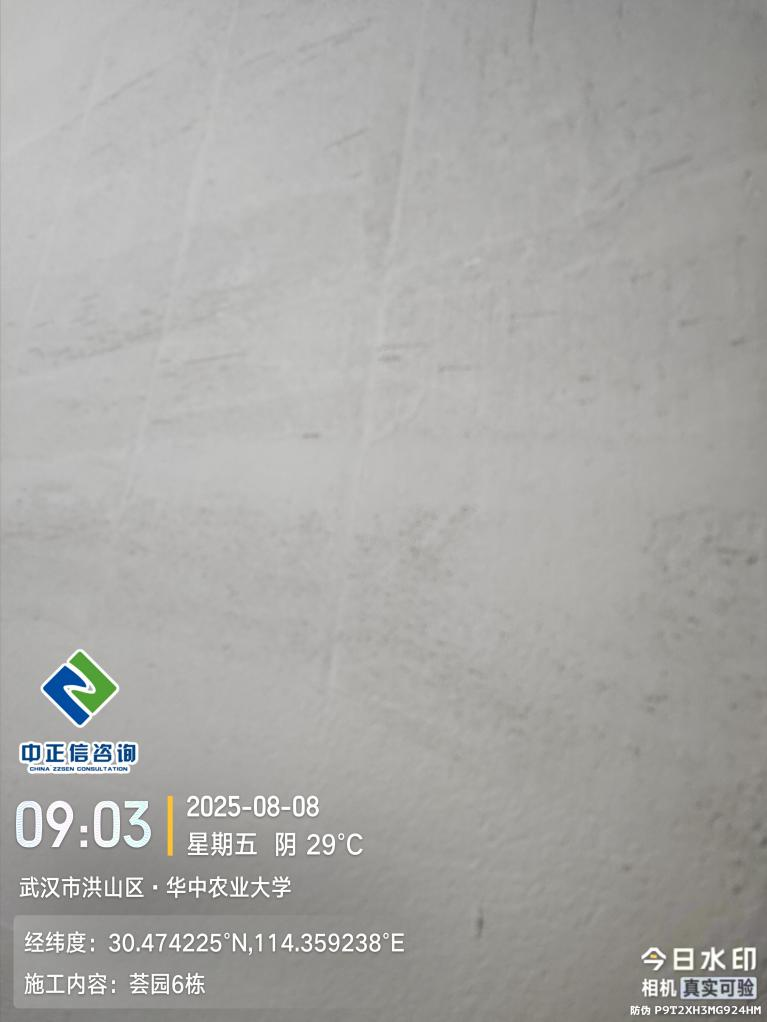 中正信咨询
CHINA ZZSEN CONSULTATION
09:03
2025-08-08
星期五 阴 29℃
武汉市洪山区·华中农业大学
经纬度：30.474225°N,114.359238°E
施工内容：荟园6栋
今日水印
相机 真实可验
防伪 P9T2XH3MG924HM